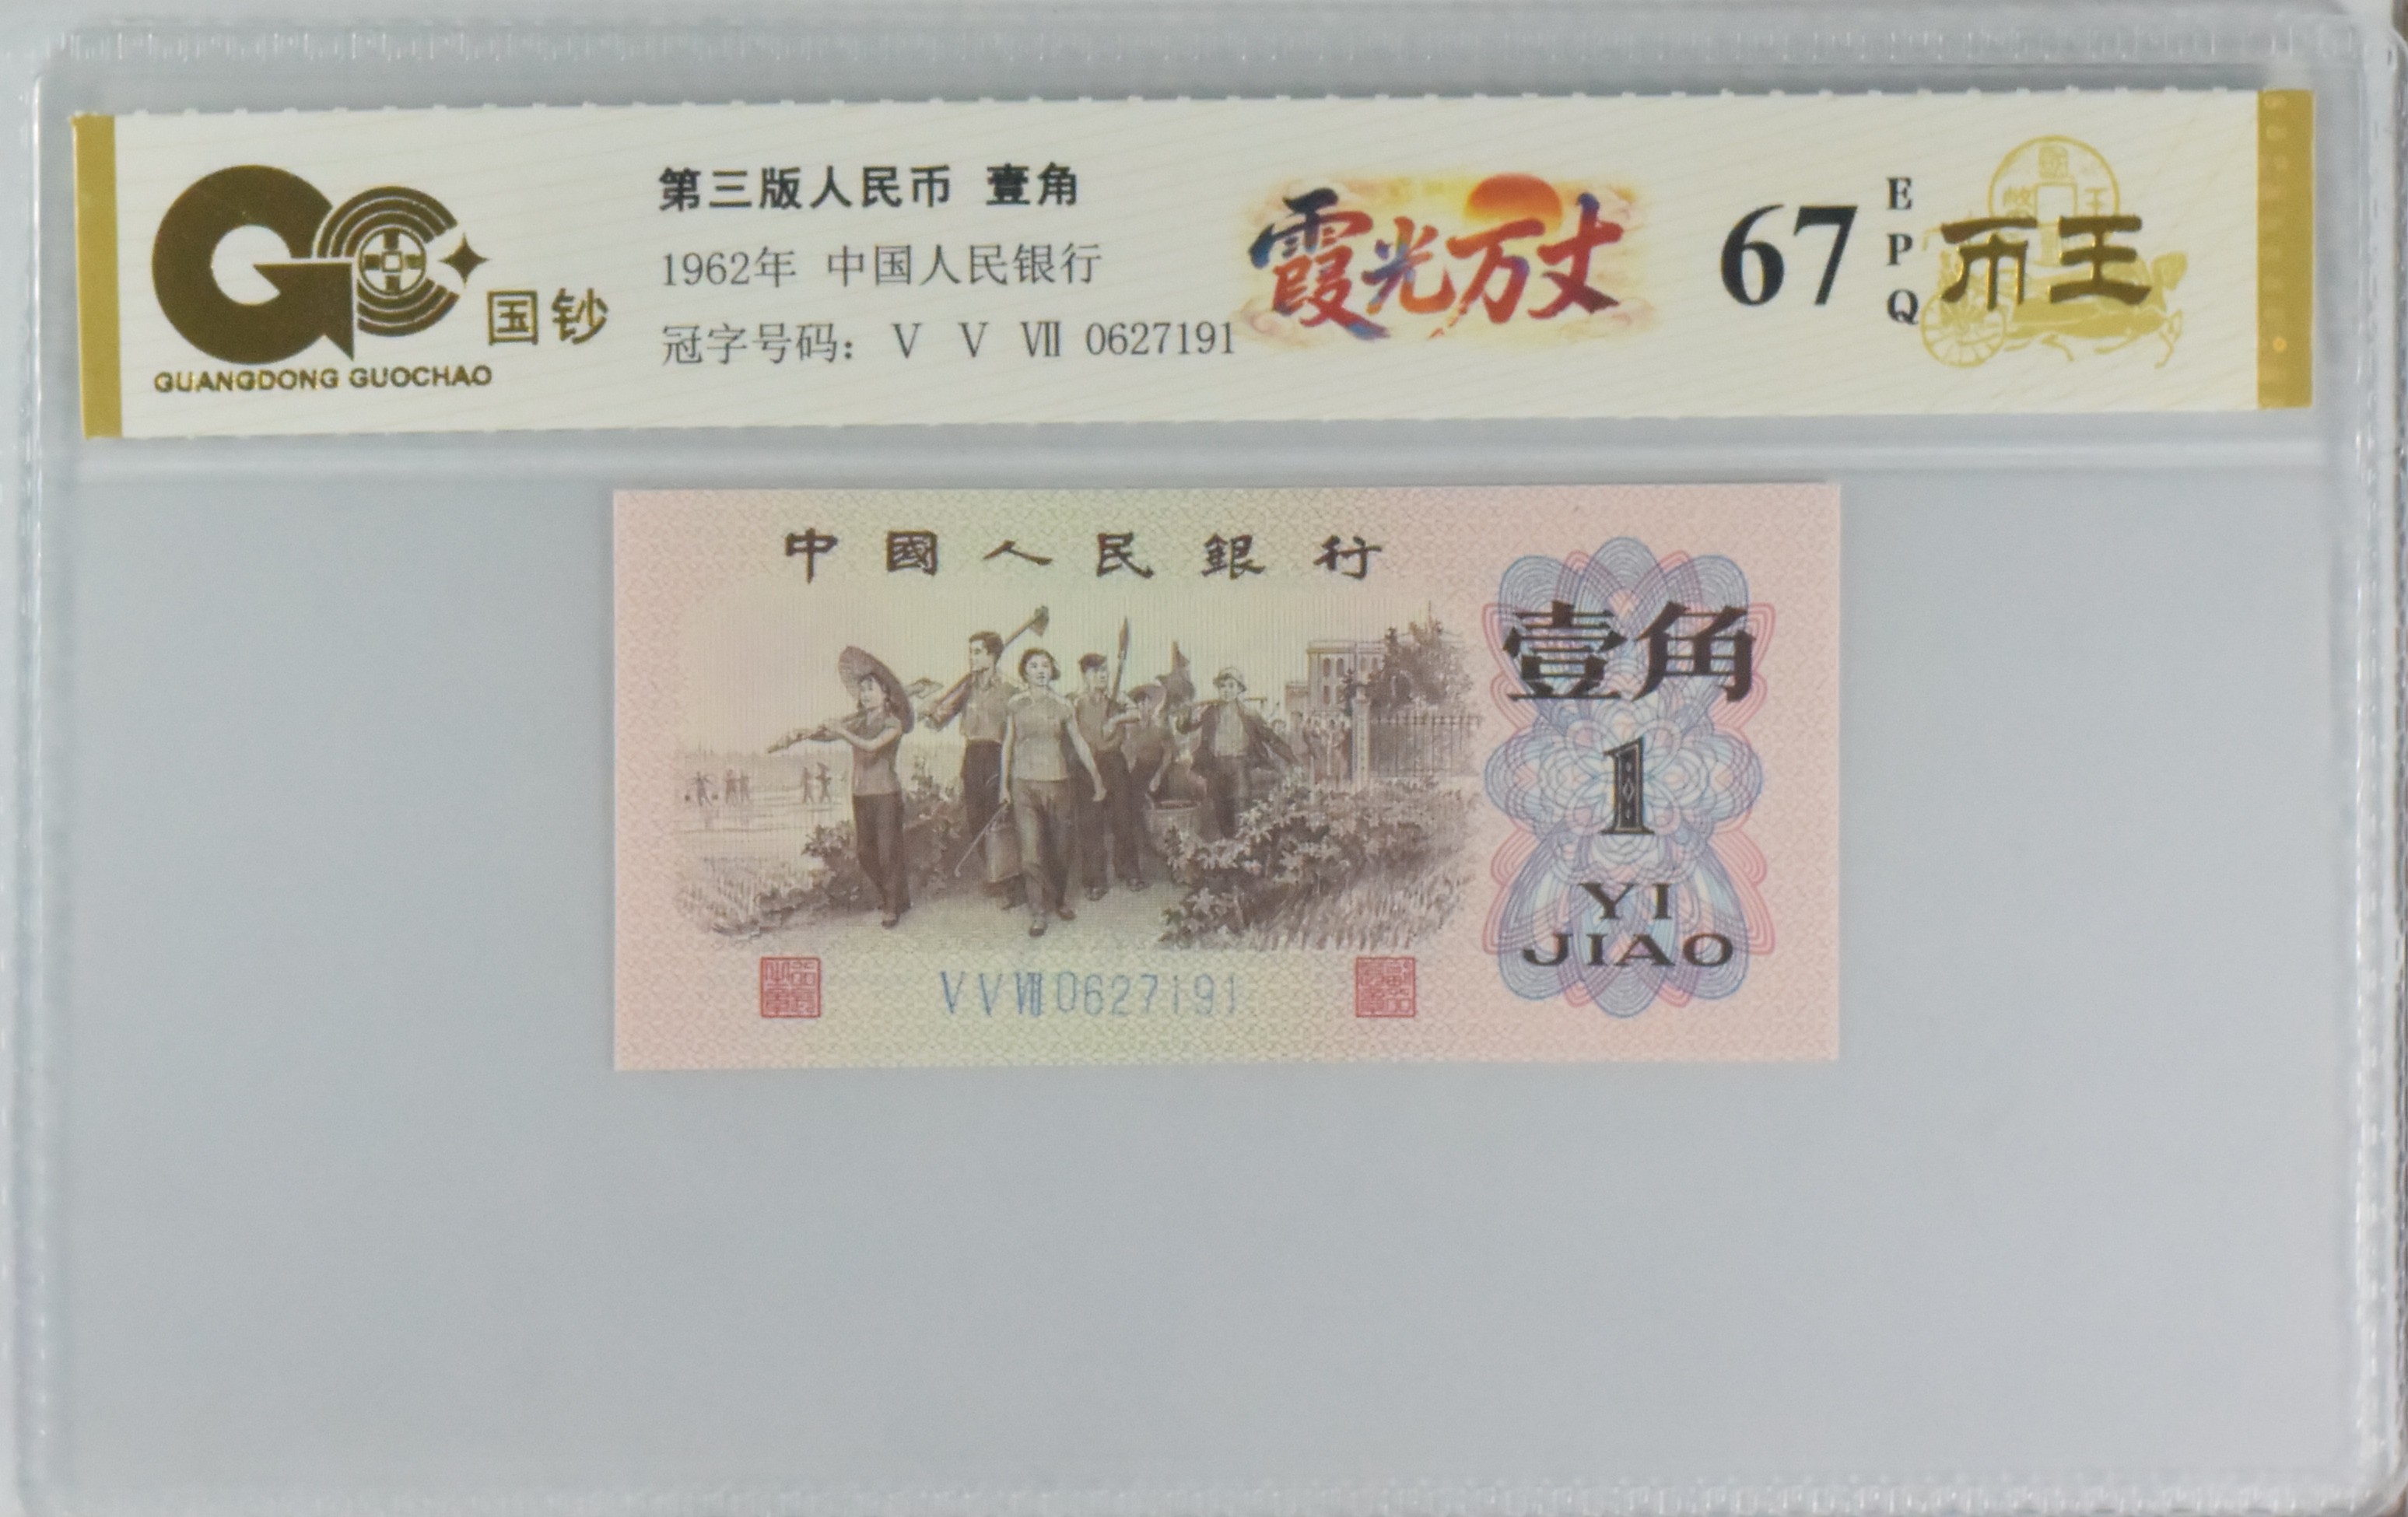 国钞
GUANGDONG GUOCHAO
第三版人民币 壹角
1962年 中国人民银行
冠字号码: Ⅴ Ⅴ Ⅶ 0627191
霞光万丈
67
EPQ
币王
中國人民銀行
壹角
1
YI
JIAO
ⅤⅤⅦ0627191